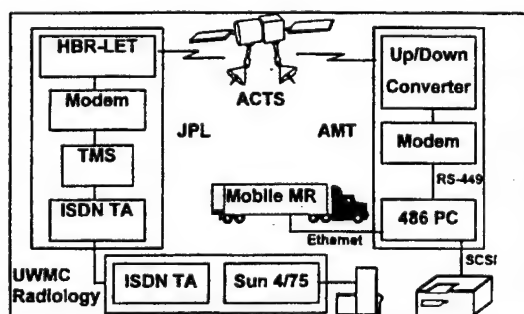 HBR-LET
Modem
TMS
ISDN TA
JPL
ACTS
AMT
Up/Down
Converter
Modem
RS-449
486 PC
Mobile MR
Ethernet
SCSI
UWMC
Radiology
ISDN TA
Sun 4/75